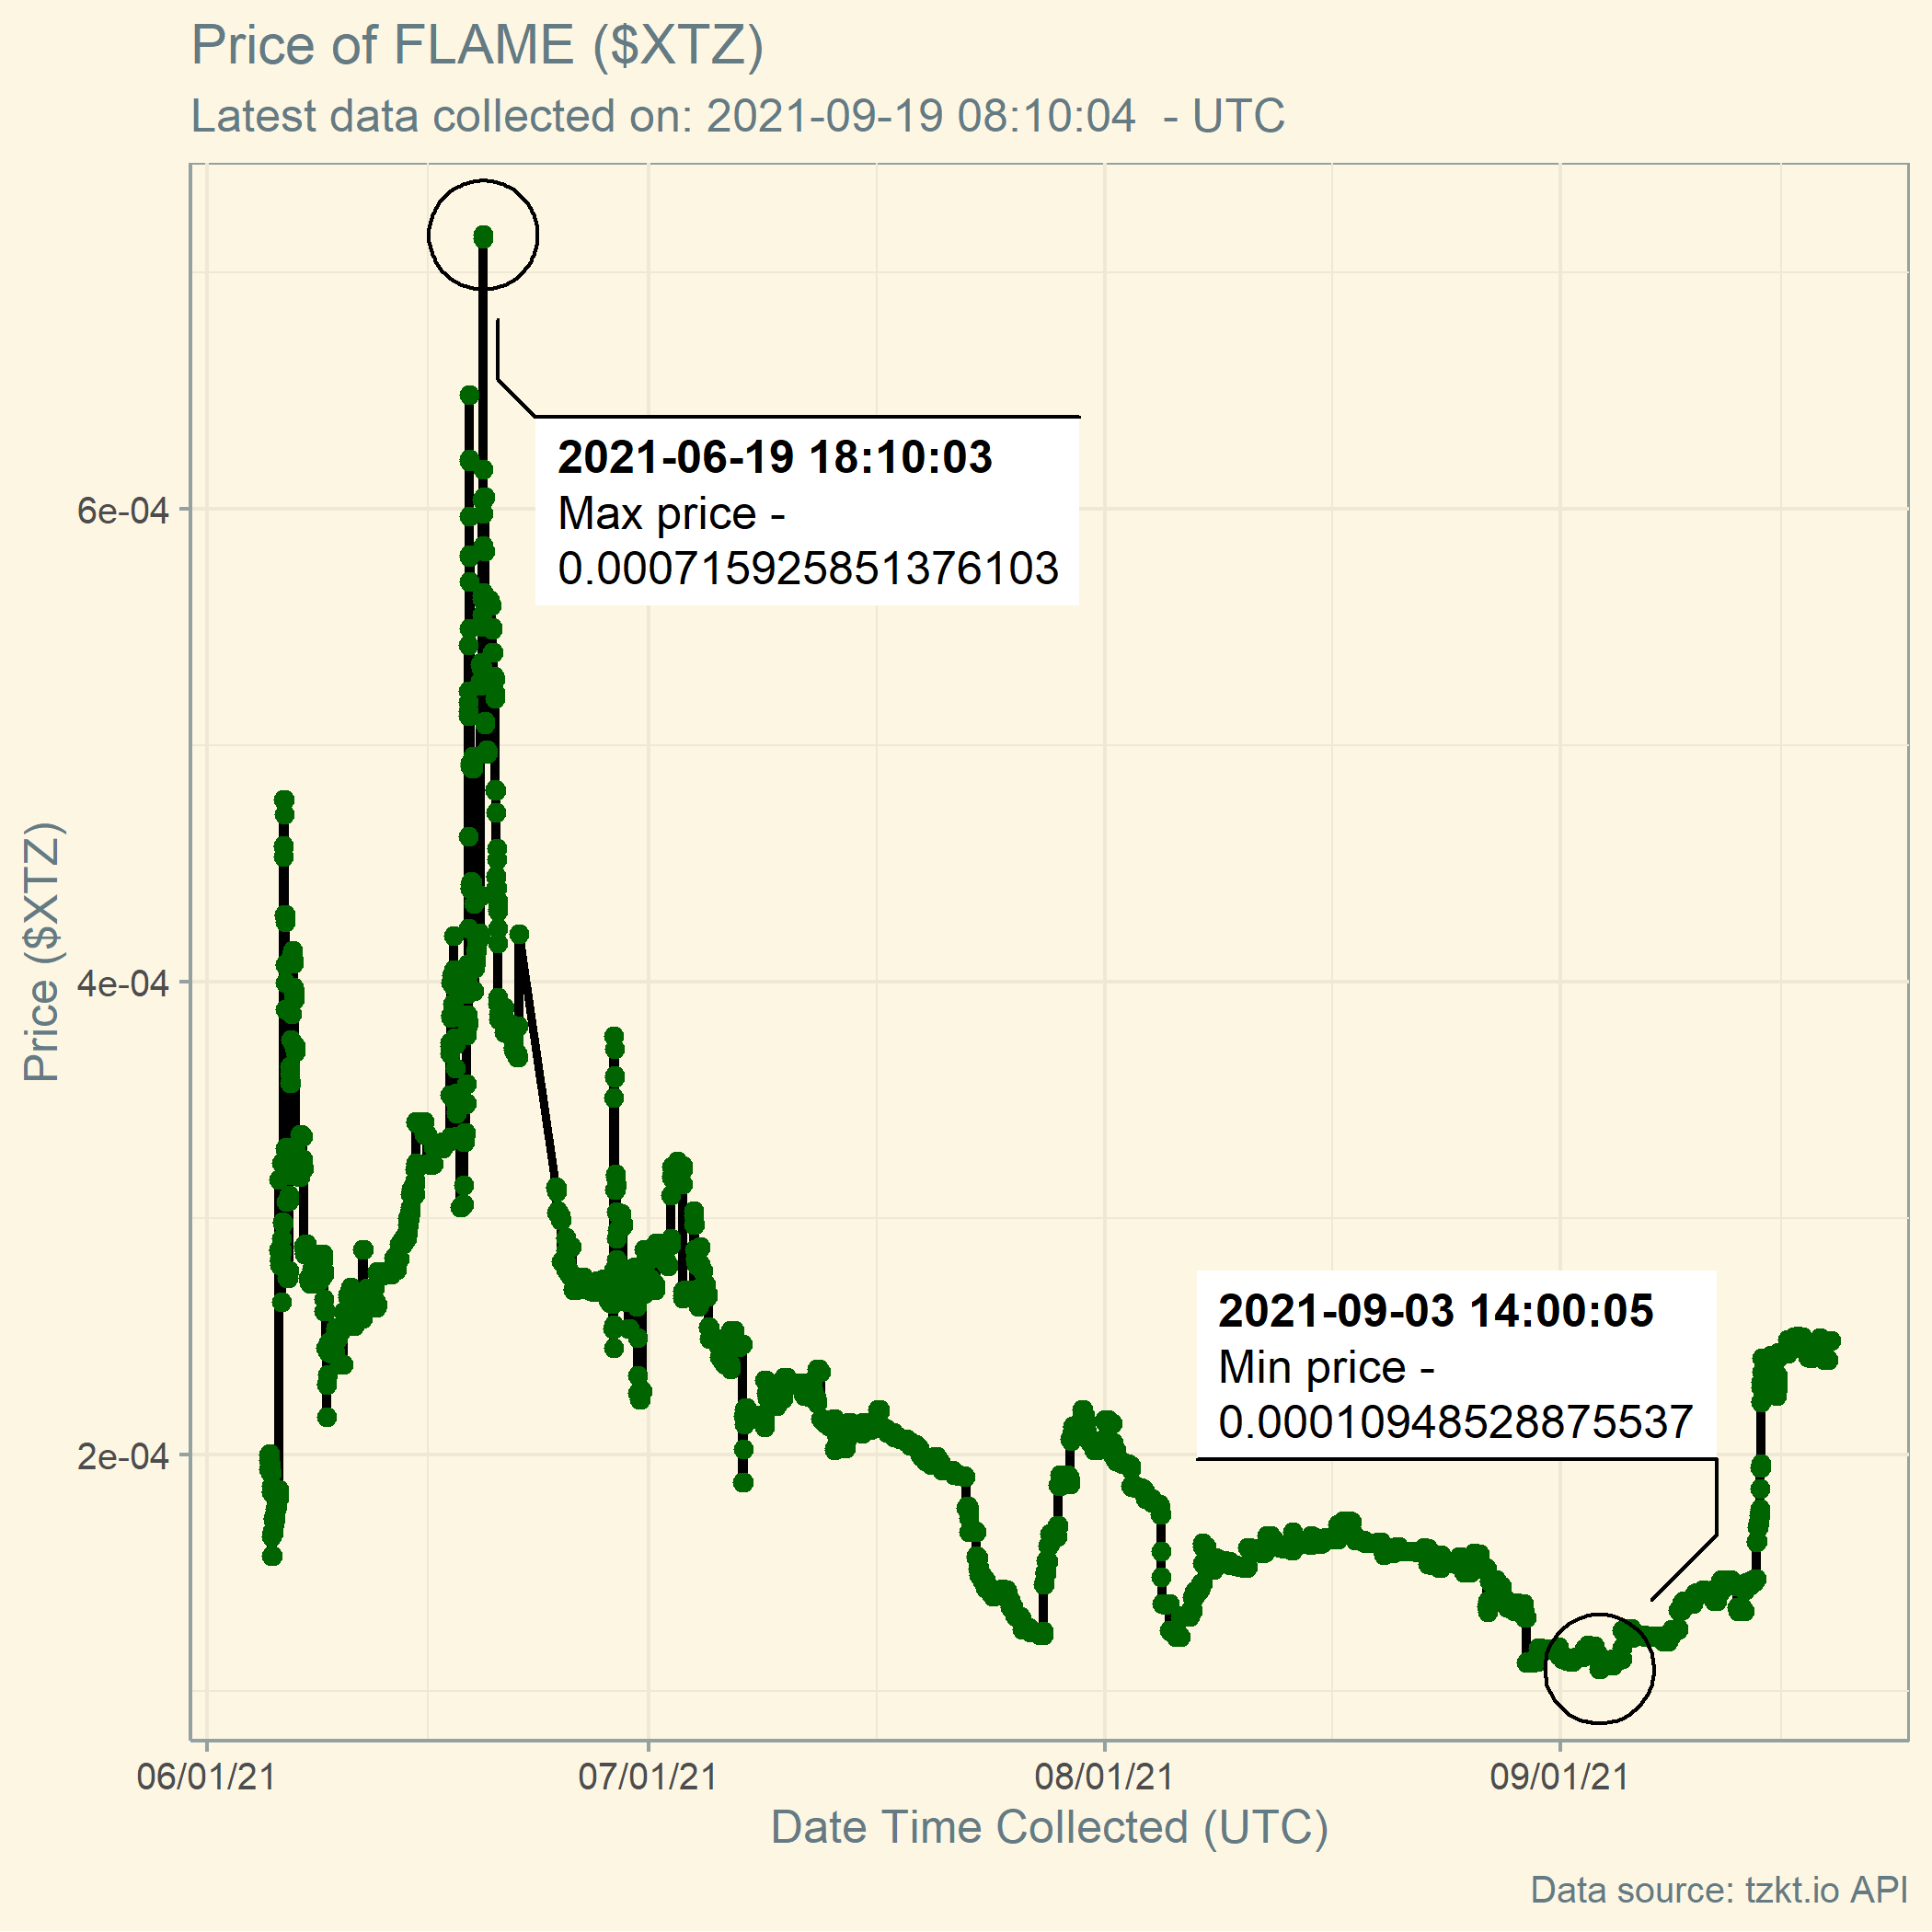 Price of FLAME ($XTZ)
Latest data collected on: 2021-09-19 08:10:04  - UTC
2021-06-19 18:10:03
Max price -
0.000715925851376103
6e-04
4e-04
2e-04
Price ($XTZ)
2021-09-03 14:00:05
Min price -
0.000109485288755537
06/01/21
07/01/21
08/01/21
09/01/21
Date Time Collected (UTC)
Data source: tzkt.io API